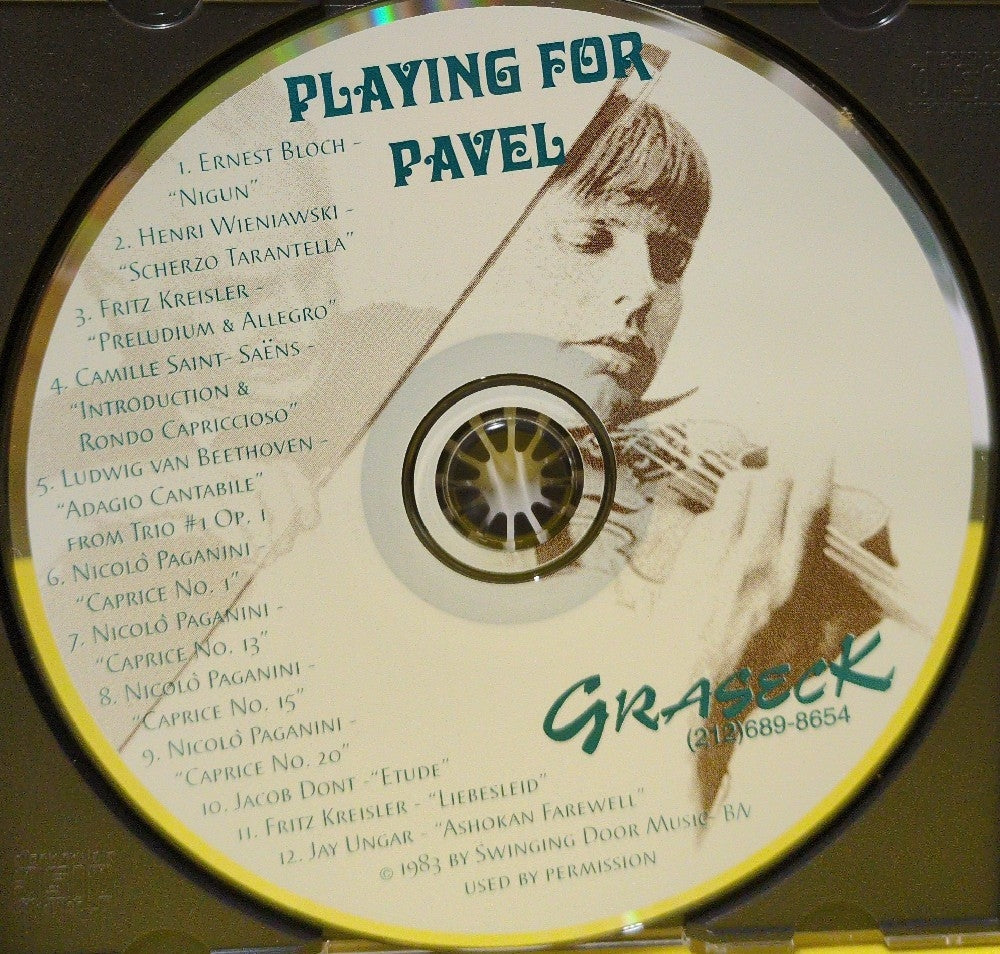 PLAYING FOR
PAVEL
1. Ernest Bloch -
"Nigun"
2. Henri Wieniawski -
"Scherzo Tarantella"
3. Fritz Kreisler -
"Preludium & Allegro"
4. Camille Saint- Saëns -
"Introduction &
Rondo Capriccioso"
5. Ludwig van Beethoven -
"Adagio Cantabile"
from Trio #1 Op. 1
6. Nicolô Paganini -
"Caprice No. 1"
7. Nicolô Paganini -
"Caprice No. 13"
8. Nicolô Paganini -
"Caprice No. 15"
9. Nicolô Paganini -
"Caprice No. 20"
10. Jacob Dont -"Etude"
11. Fritz Kreisler - "Liebesleid"
12. Jay Ungar - "Ashokan Farewell"
© 1983 by Swinging Door Music-
used by permission
GRASECK
(212)689-8654